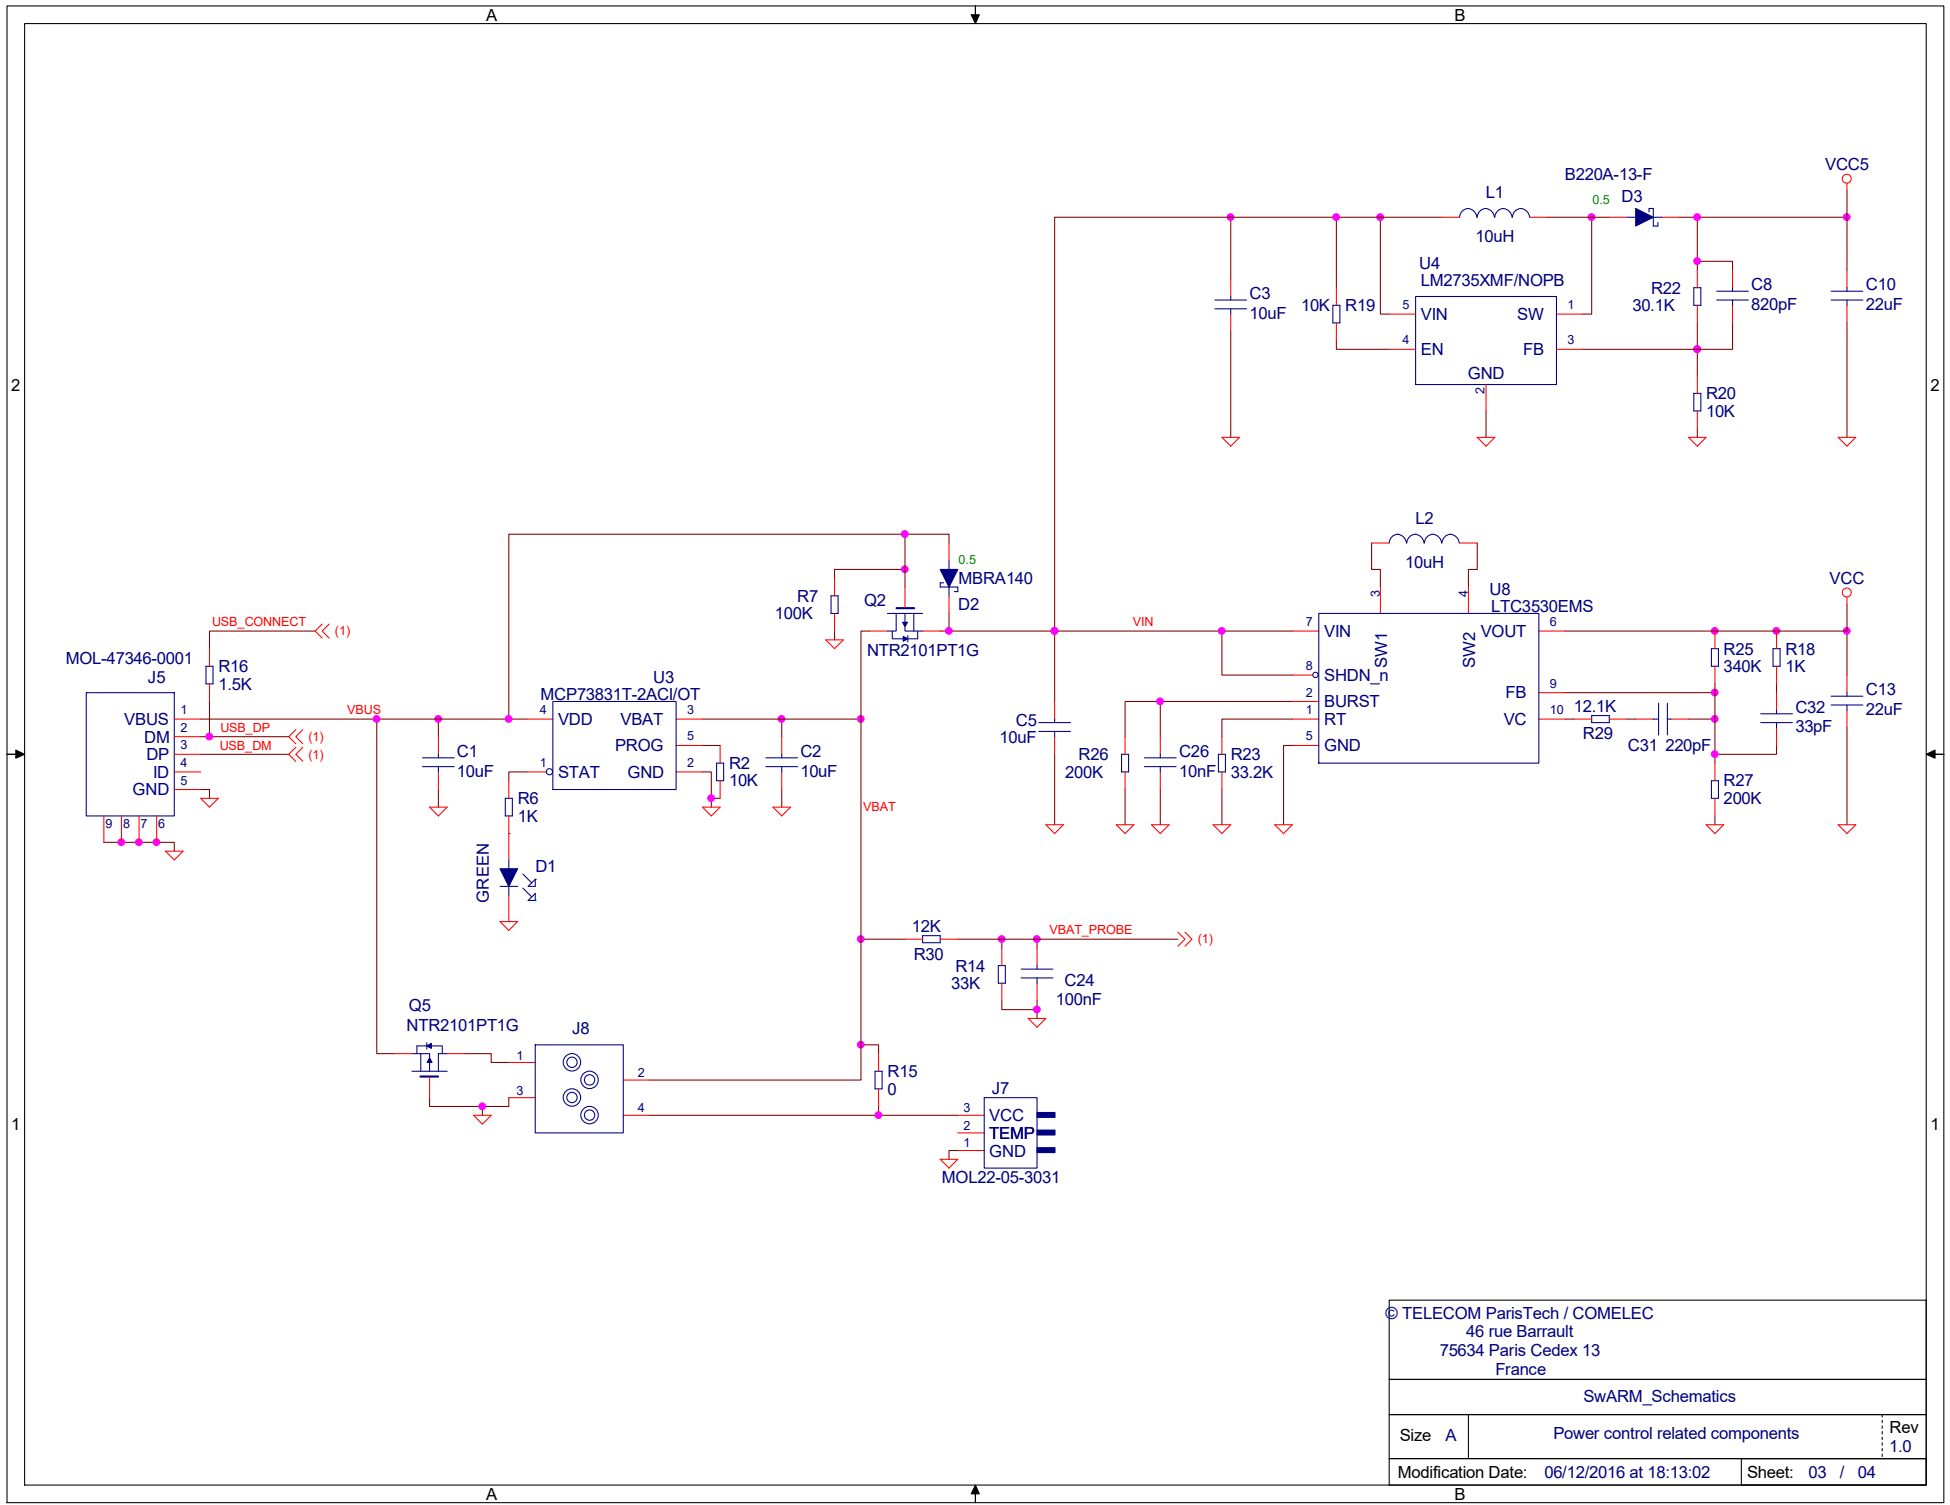 A
B
VCC5
B220A-13-F
0.5
D3
L1
10uH
U4
LM2735XMF/NOPB
C3
10uF
10K
R19
5
VIN
SW
1
4
EN
FB
3
GND
2
R22
30.1K
C8
820pF
C10
22uF
R20
10K
2
2
L2
10uH
0.5
MBRA140
D2
R7
100K
Q2
NTR2101PT1G
U8
LTC3530EMS
VCC
3
4
SW1
SW2
VIN
7
VIN
VOUT
6
8
SHDN_n
2
BURST
1
RT
5
GND
FB
9
VC
10
R25
340K
R18
1K
12.1K
R29
C31
220pF
C32
33pF
C13
22uF
R27
200K
C5
10uF
R26
200K
C26
10nF
R23
33.2K
USB_CONNECT
(1)
MOL-47346-0001
J5
R16
1.5K
VBUS
1
VBUS
DM
2
USB_DP
(1)
DP
3
USB_DM
(1)
ID
4
GND
5
9
8
7
6
C1
10uF
U3
MCP73831T-2ACI/OT
4
VDD
VBAT
3
PROG
5
1
STAT
GND
2
R2
10K
C2
10uF
R6
1K
GREEN
D1
VBAT
12K
R30
VBAT_PROBE
(1)
R14
33K
C24
100nF
Q5
NTR2101PT1G
J8
1
2
3
4
R15
0
J7
3
VCC
2
TEMP
1
GND
MOL22-05-3031
1
1
© TELECOM ParisTech / COMELEC
46 rue Barrault
75634 Paris Cedex 13
France
SwARM_Schematics
Size A
Power control related components
Rev
1.0
Modification Date: 06/12/2016 at 18:13:02
Sheet: 03 / 04
A
B